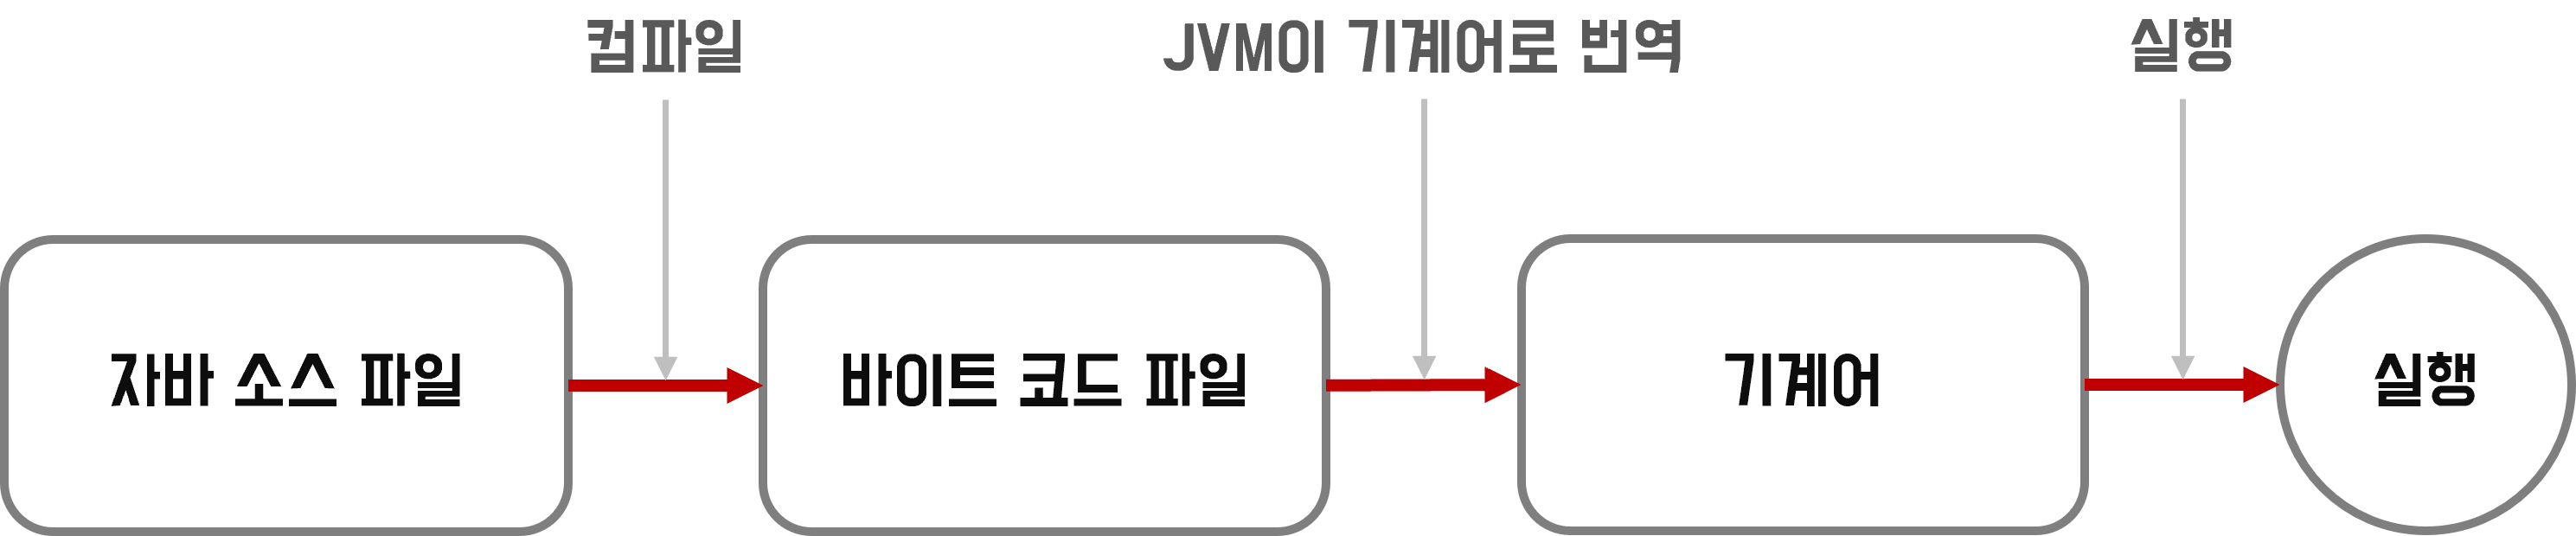 컴파일
JVM이 기계어로 번역
실행
자바 소스 파일
바이트 코드 파일
기계어
실행